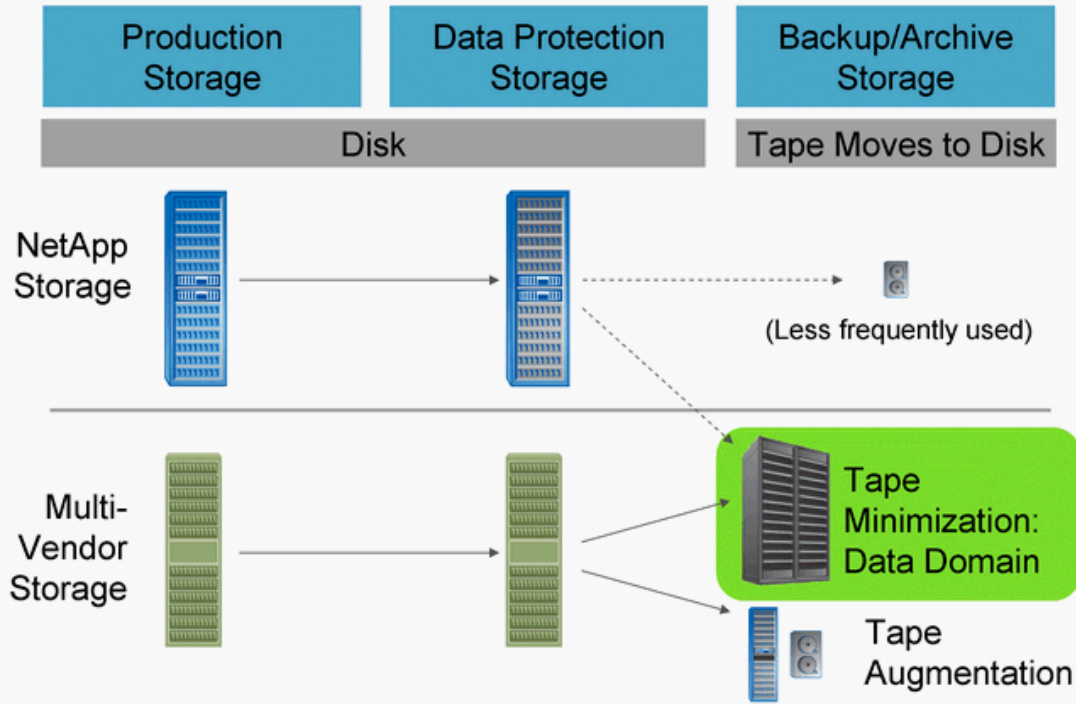 Production
Storage
Data Protection
Storage
Backup/Archive
Storage
Disk
Tape Moves to Disk
NetApp
Storage
(Less frequently used)
Multi-
Vendor
Storage
Tape
Minimization:
Data Domain
Tape
Augmentation